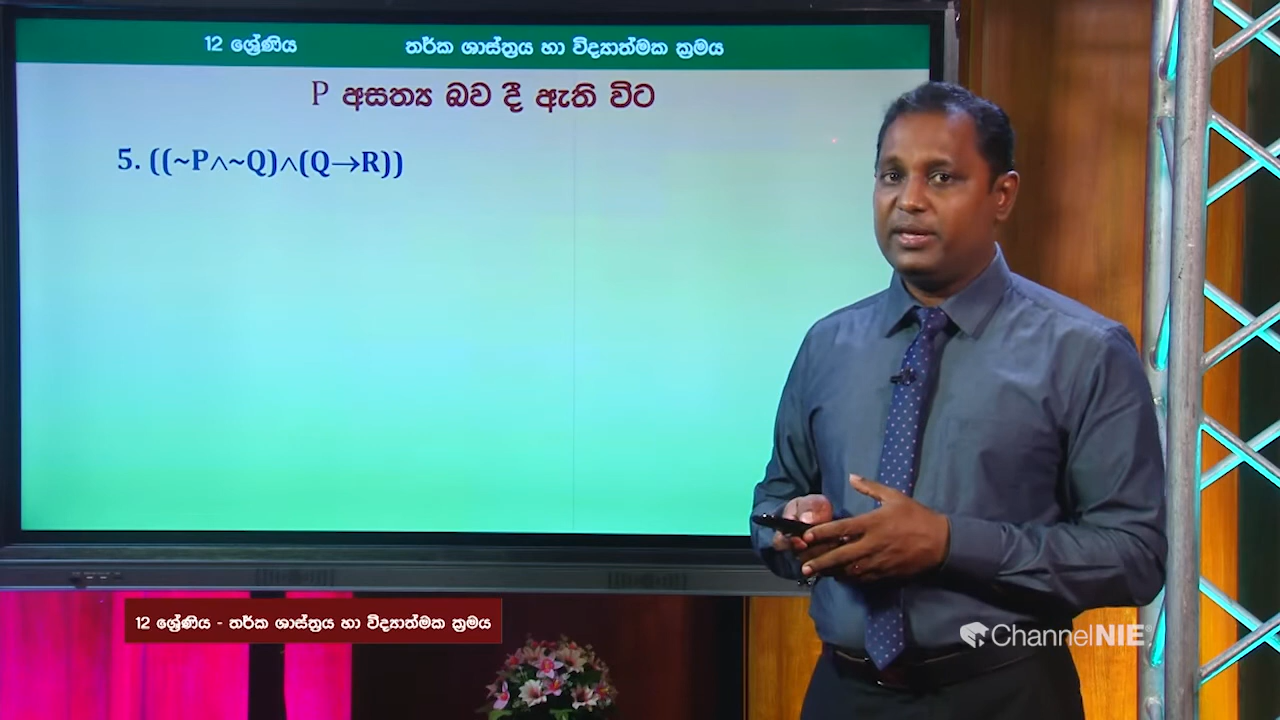 12 ශ්‍රේණිය තර්ක ශාස්ත්‍රය හා විද්‍යාත්මක ක්‍රමය
P අසත්‍ය බව දී ඇති විට
5. ((~P∧~Q)∧(Q→R))
12 ශ්‍රේණිය - තර්ක ශාස්ත්‍රය හා විද්‍යාත්මක ක්‍රමය
ChannelNIE